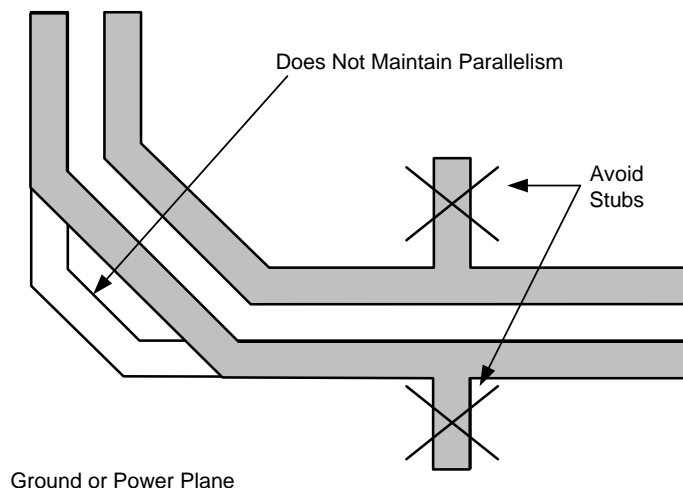 Does Not Maintain Parallelism
Avoid
Stubs
Ground or Power Plane